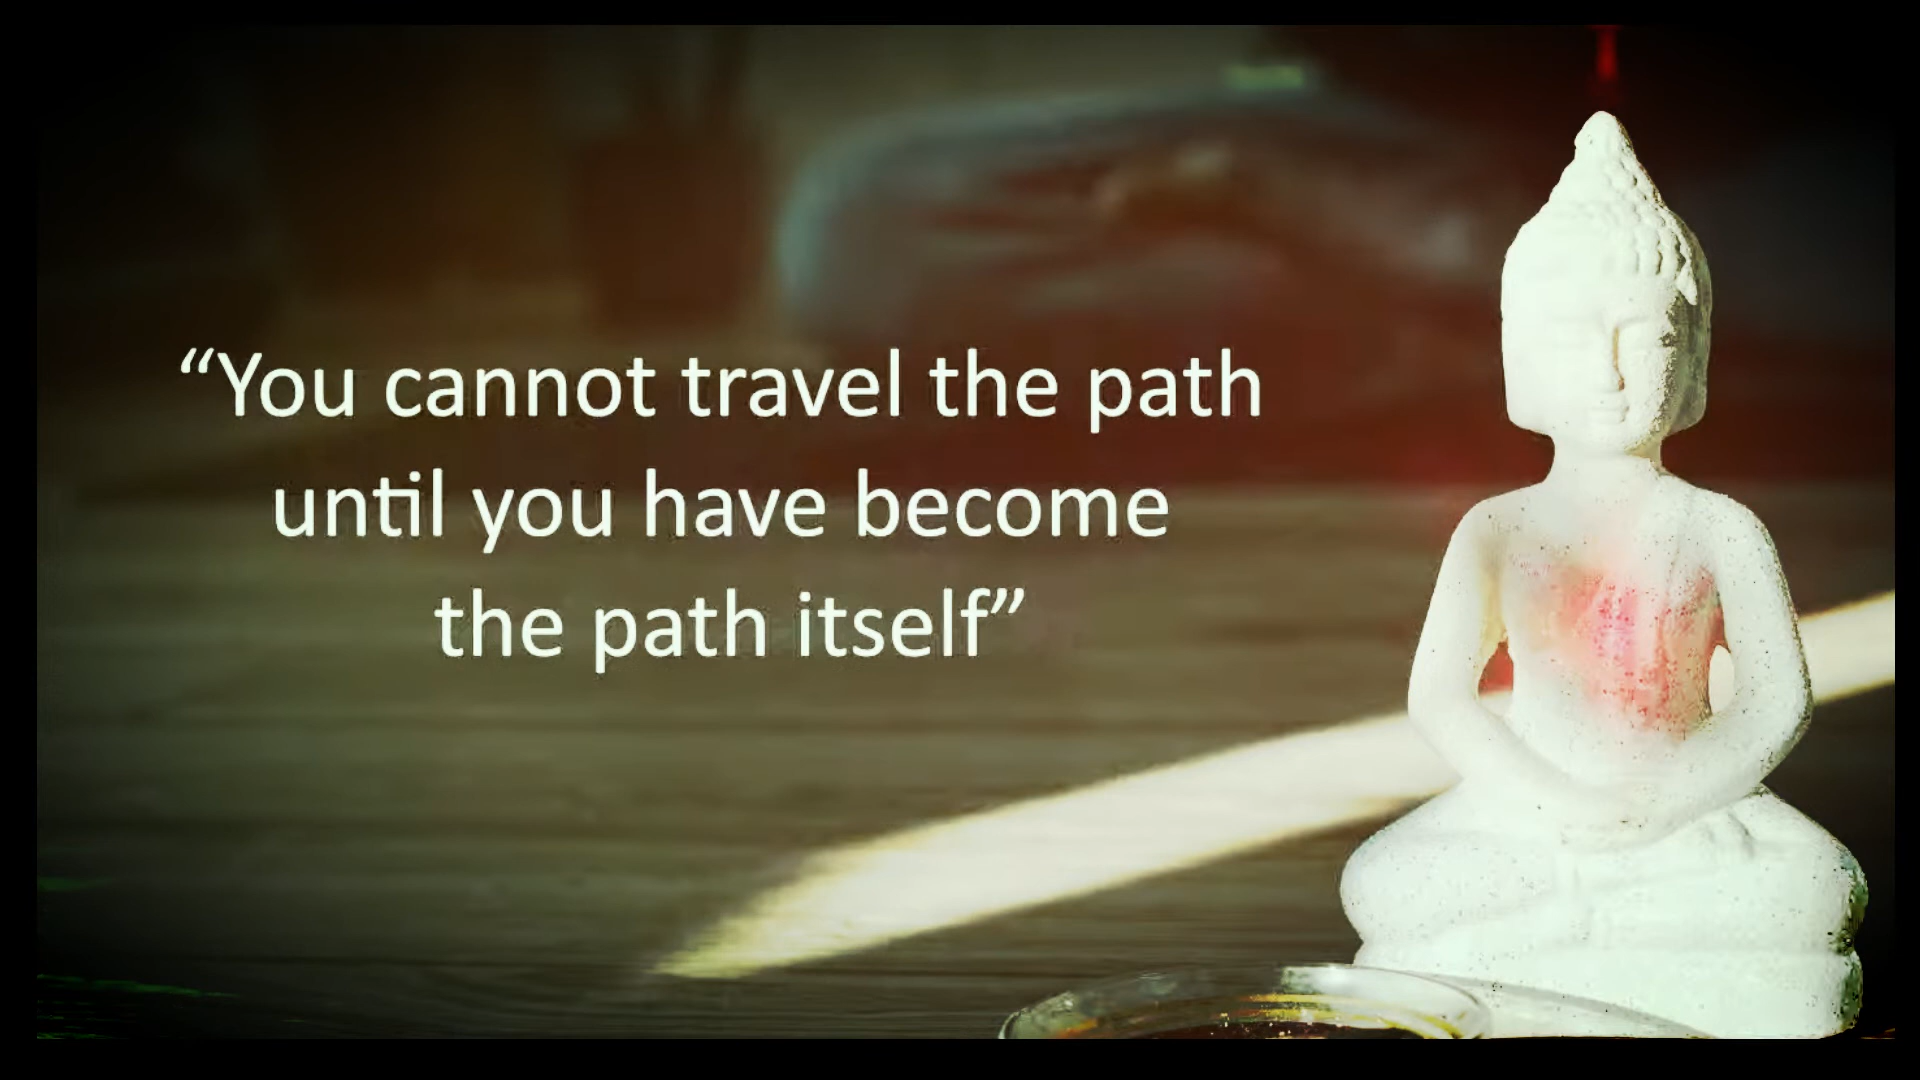 “You cannot travel the path
until you have become
the path itself”